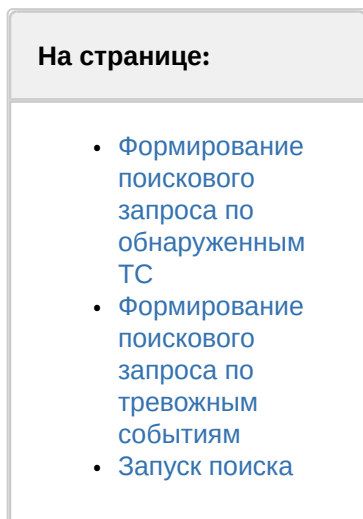 На странице:
• Формирование
поискового
запроса по
обнаруженным
ТС
• Формирование
поискового
запроса по
тревожным
событиям
• Запуск поиска